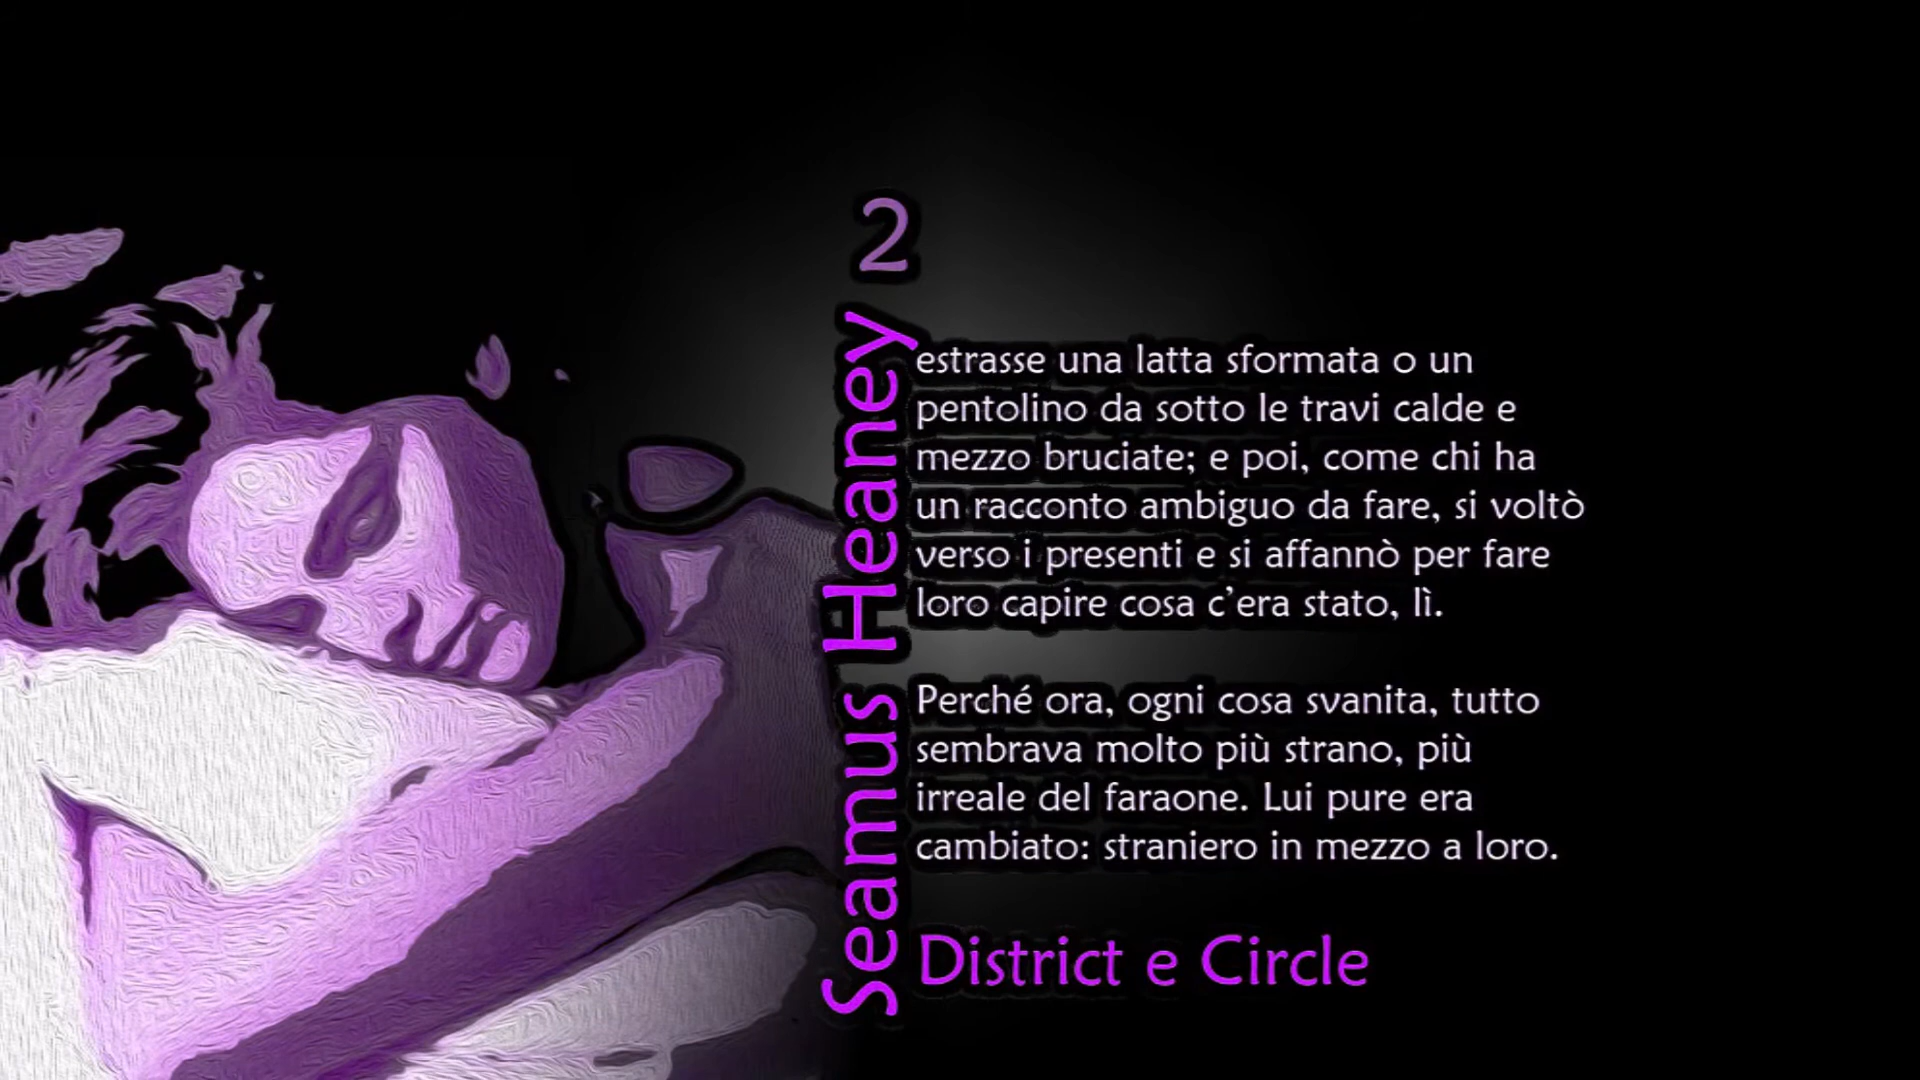 Seamus Heaney 2
estrasse una latta sformata o un
pentolino da sotto le travi calde e
mezzo bruciate; e poi, come chi ha
un racconto ambiguo da fare, si voltò
verso i presenti e si affannò per fare
loro capire cosa c’era stato, lì.
Perché ora, ogni cosa svanita, tutto
sembrava molto più strano, più
irreale del faraone. Lui pure era
cambiato: straniero in mezzo a loro.
District e Circle